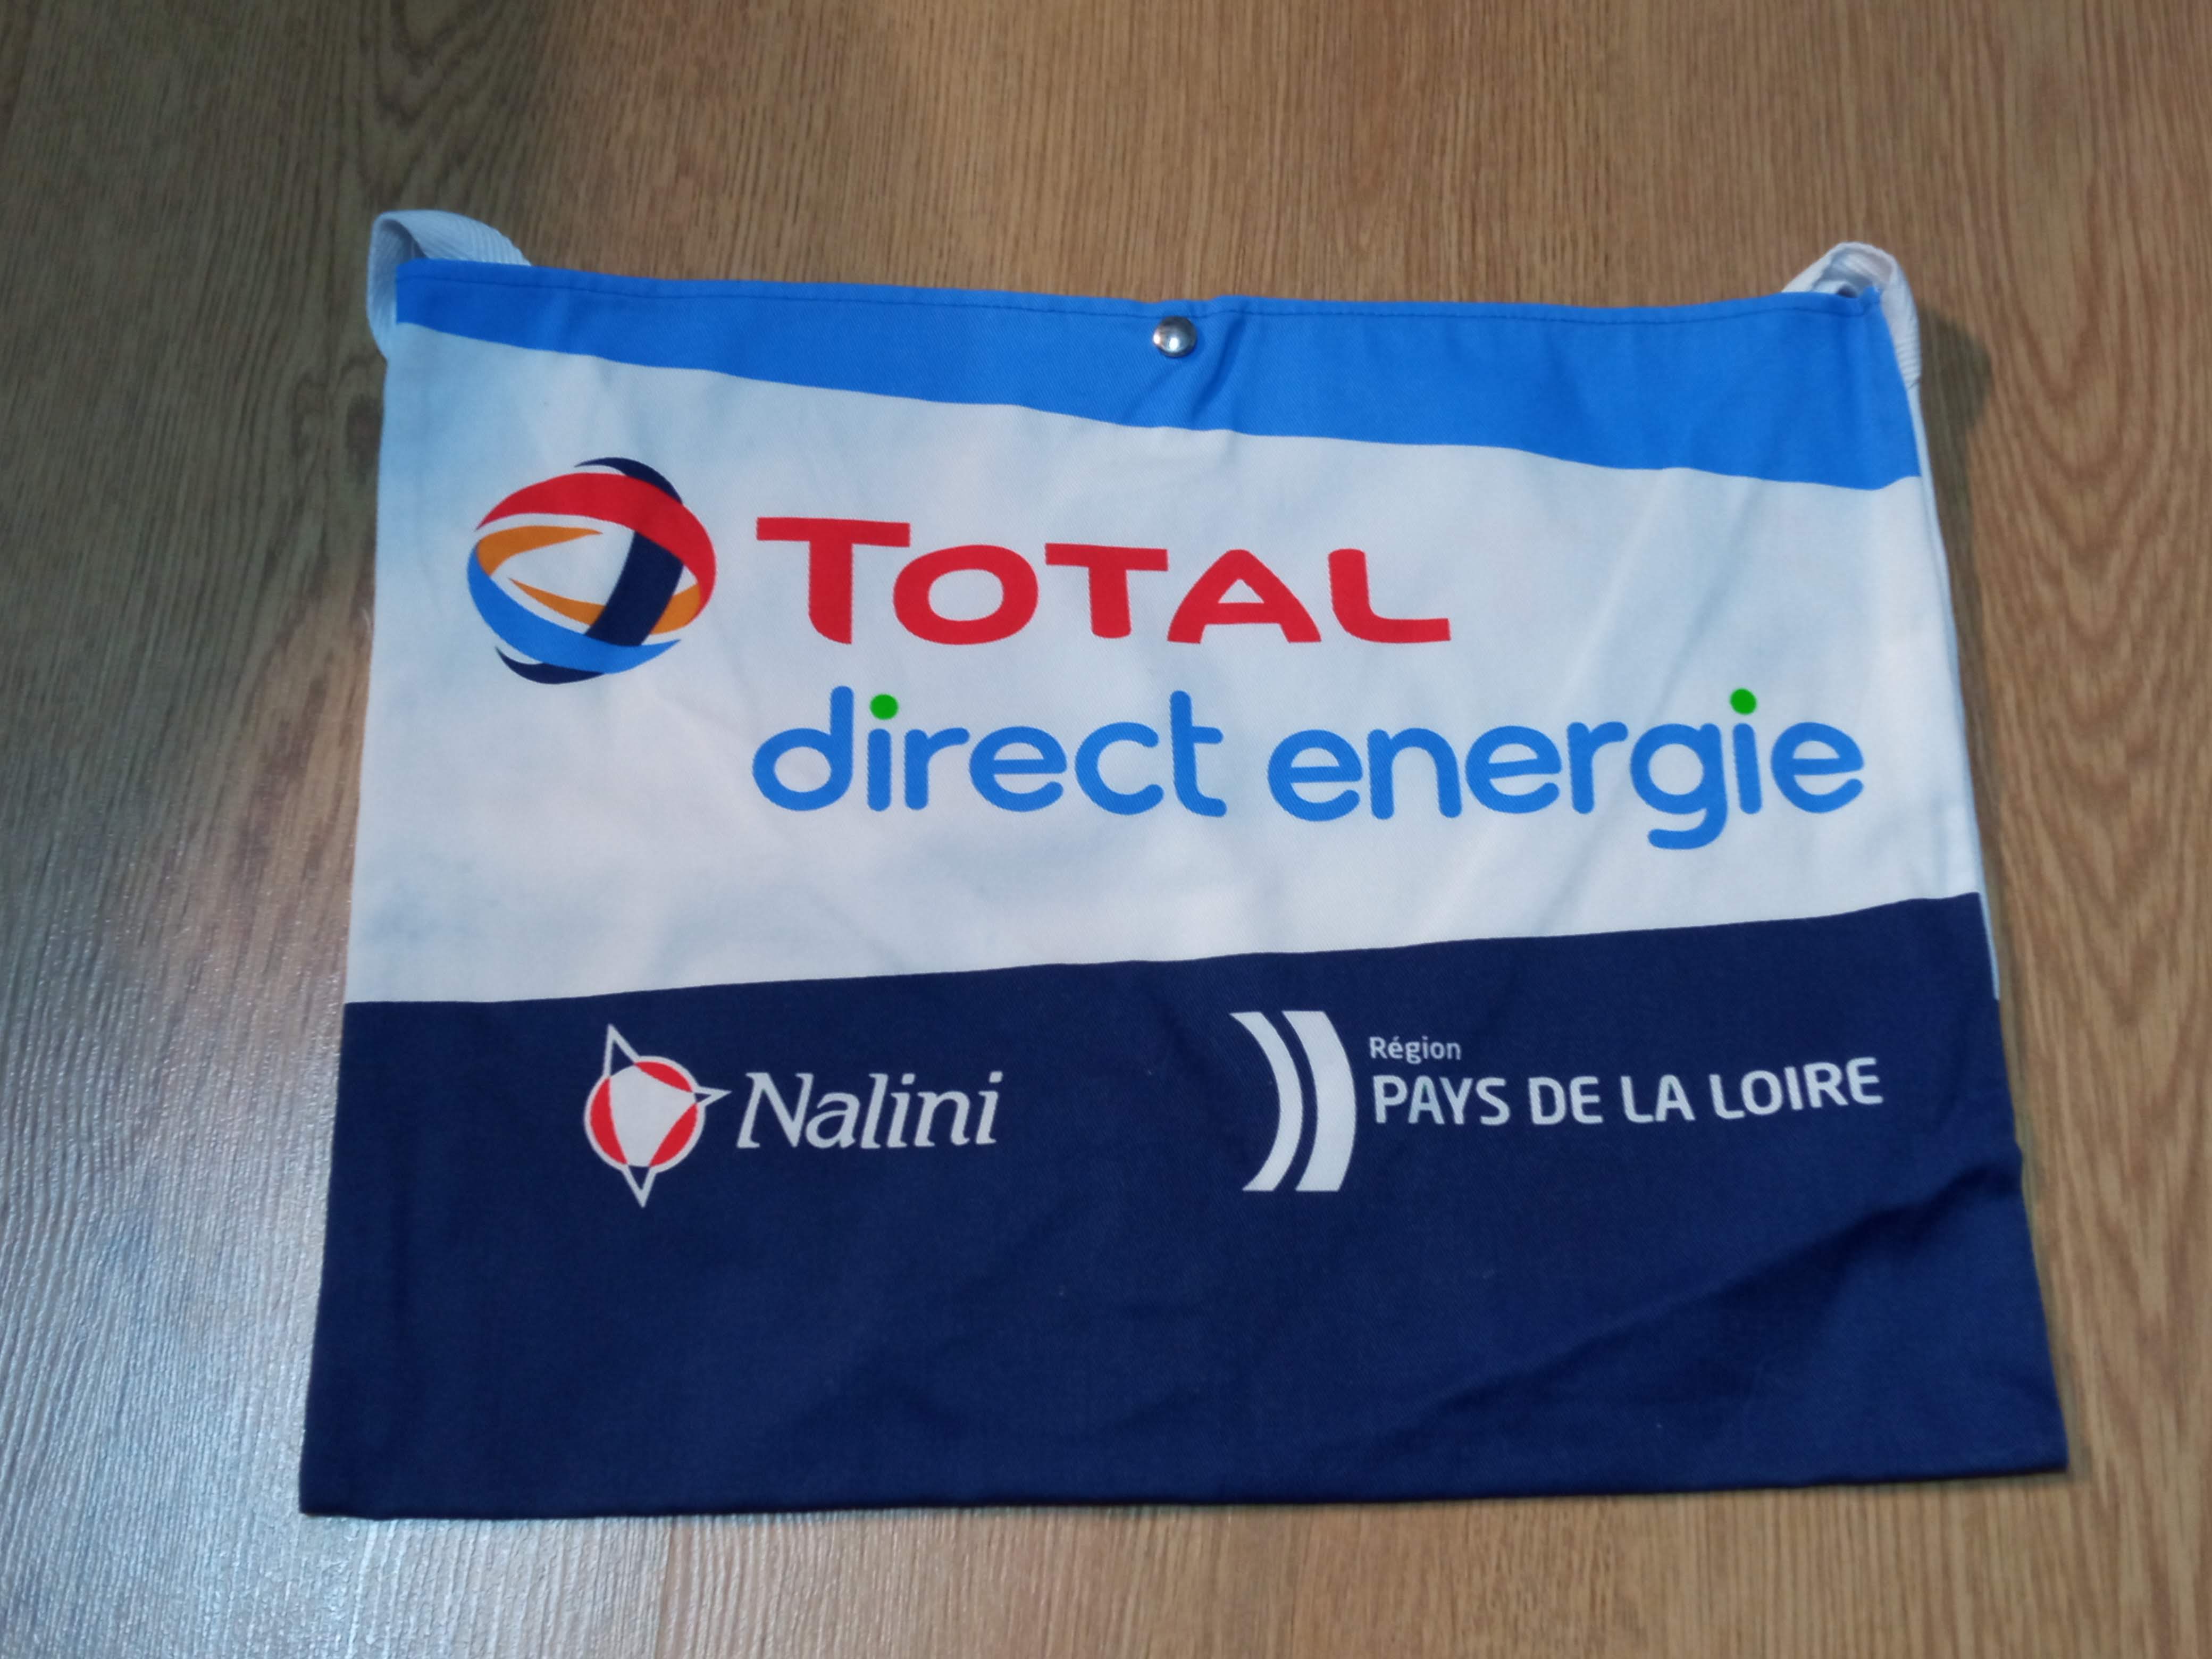 TOTAL
direct energie
Nalini
Région
PAYS DE LA LOIRE